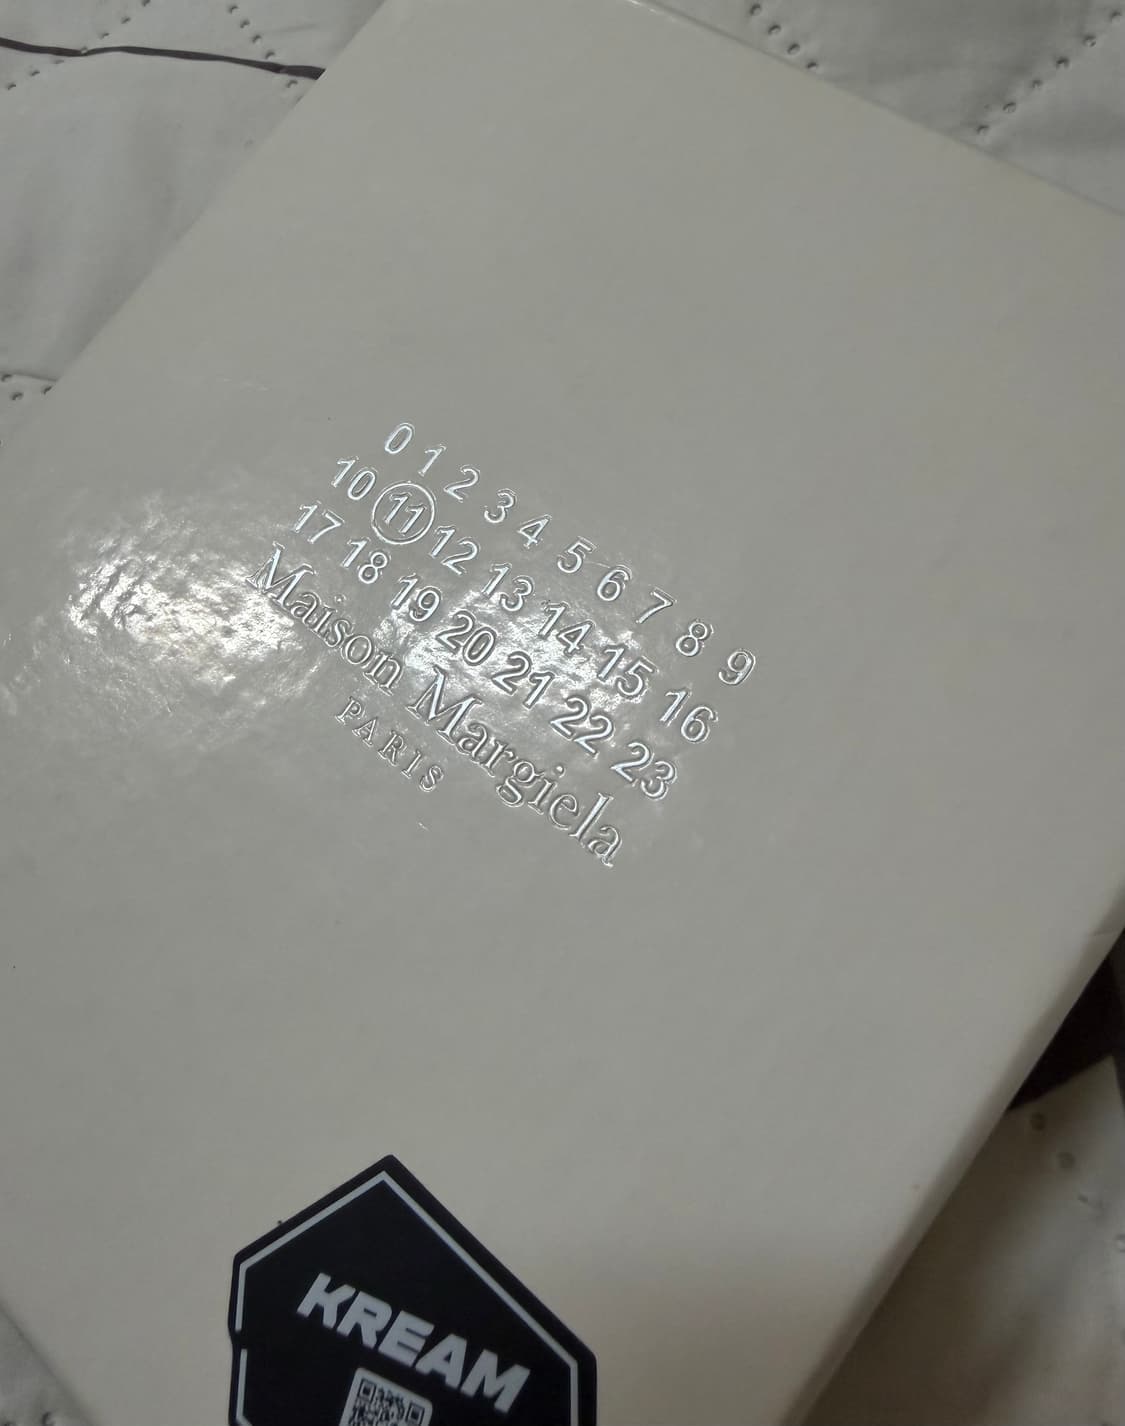 0 1 2 3 4 5 6 7 8 9
10 11 12 13 14 15 16
17 18 19 20 21 22 23
Maison Margiela
PARIS
KREAM